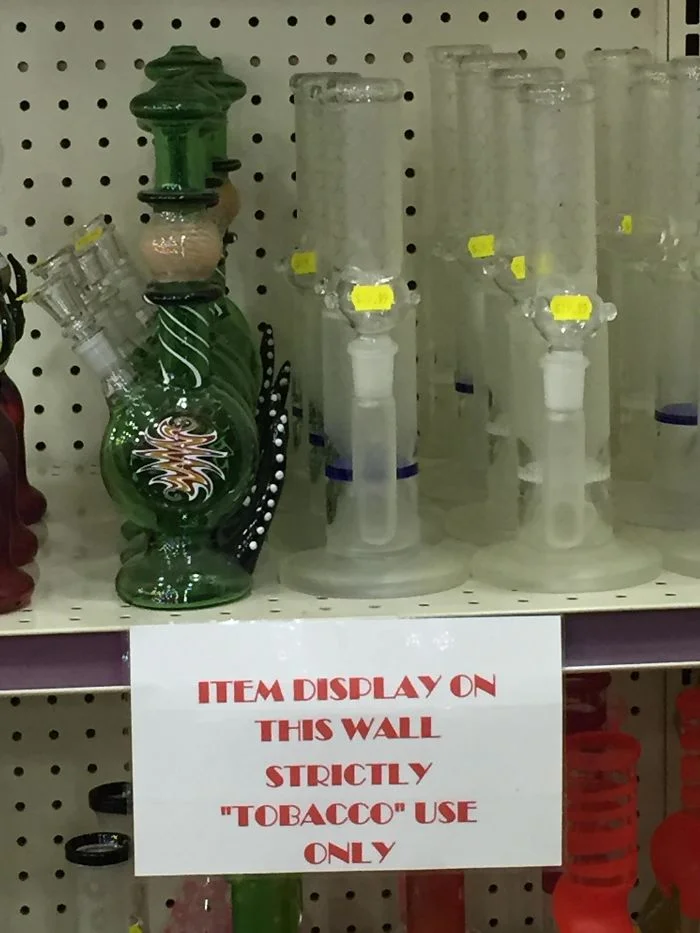 ITEM DISPLAY ON
THIS WALL
STRICTLY
"TOBACCO" USE
ONLY